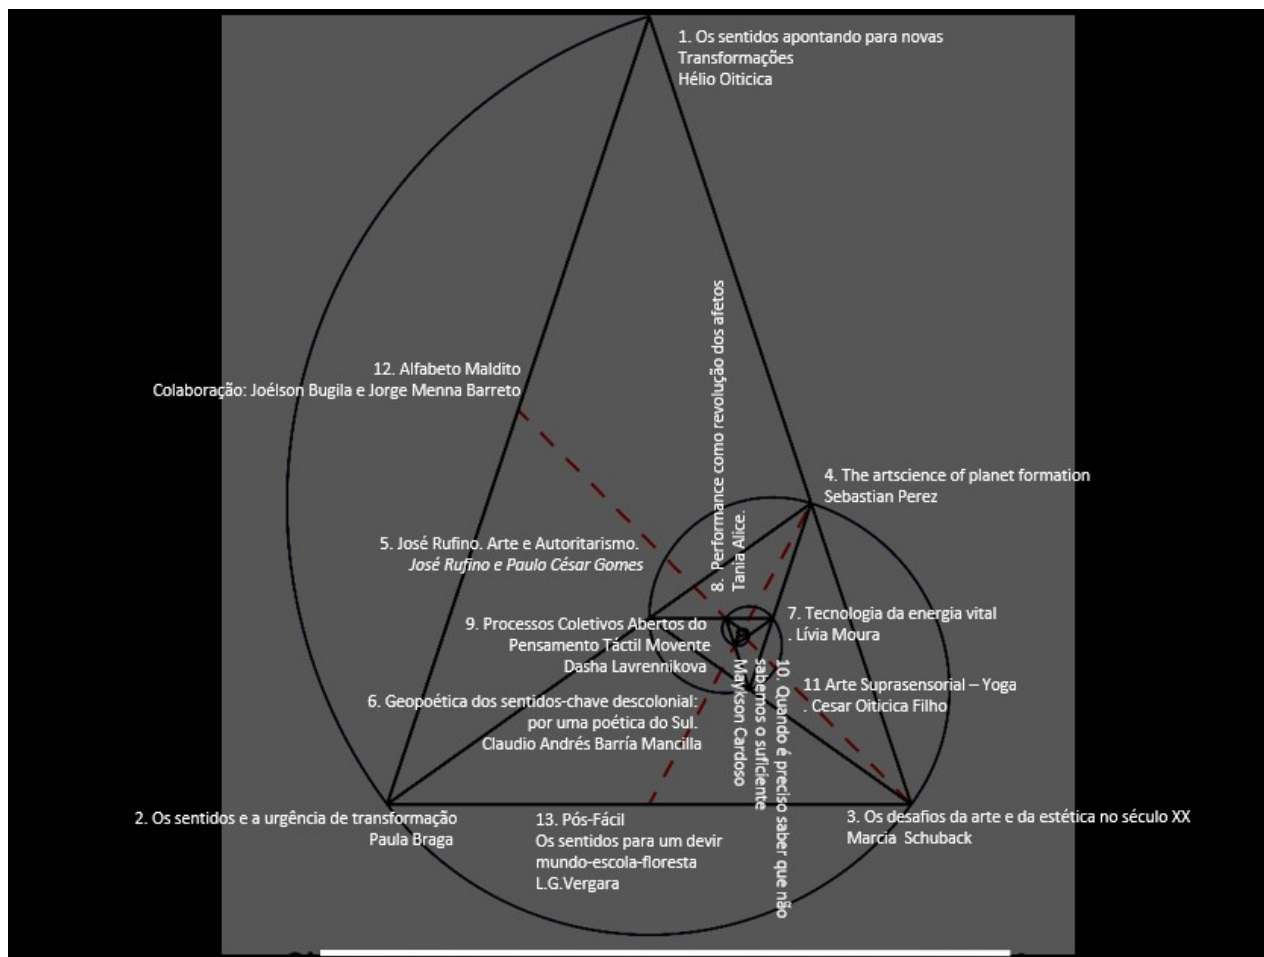 1. Os sentidos apontando para novas
Transformações
Hélio Oiticica
12. Alfabeto Maldito
Colaboração: Joélson Bugila e Jorge Menna Barreto
8. Performance como revolução dos afetos
Tania Alice.
4. The artscience of planet formation
Sebastian Perez
5. José Rufino. Arte e Autoritarismo.
José Rufino e Paulo César Gomes
9. Processos Coletivos Abertos do
Pensamento Táctil Movente
Dasha Lavrennikova
7. Tecnologia da energia vital
. Lívia Moura
6. Geopoética dos sentidos-chave descolonial:
por uma poética do Sul.
Claudio Andrés Barría Mancilla
10. Quando é preciso saber que não
sabemos o suficiente
Maykson Cardoso
11 Arte Suprasensorial – Yoga
. Cesar Oiticica Filho
2. Os sentidos e a urgência de transformação
Paula Braga
13. Pós-Fácil
Os sentidos para um devir
mundo-escola-floresta
L.G.Vergara
3. Os desafios da arte e da estética no século XX
Marcia Schuback